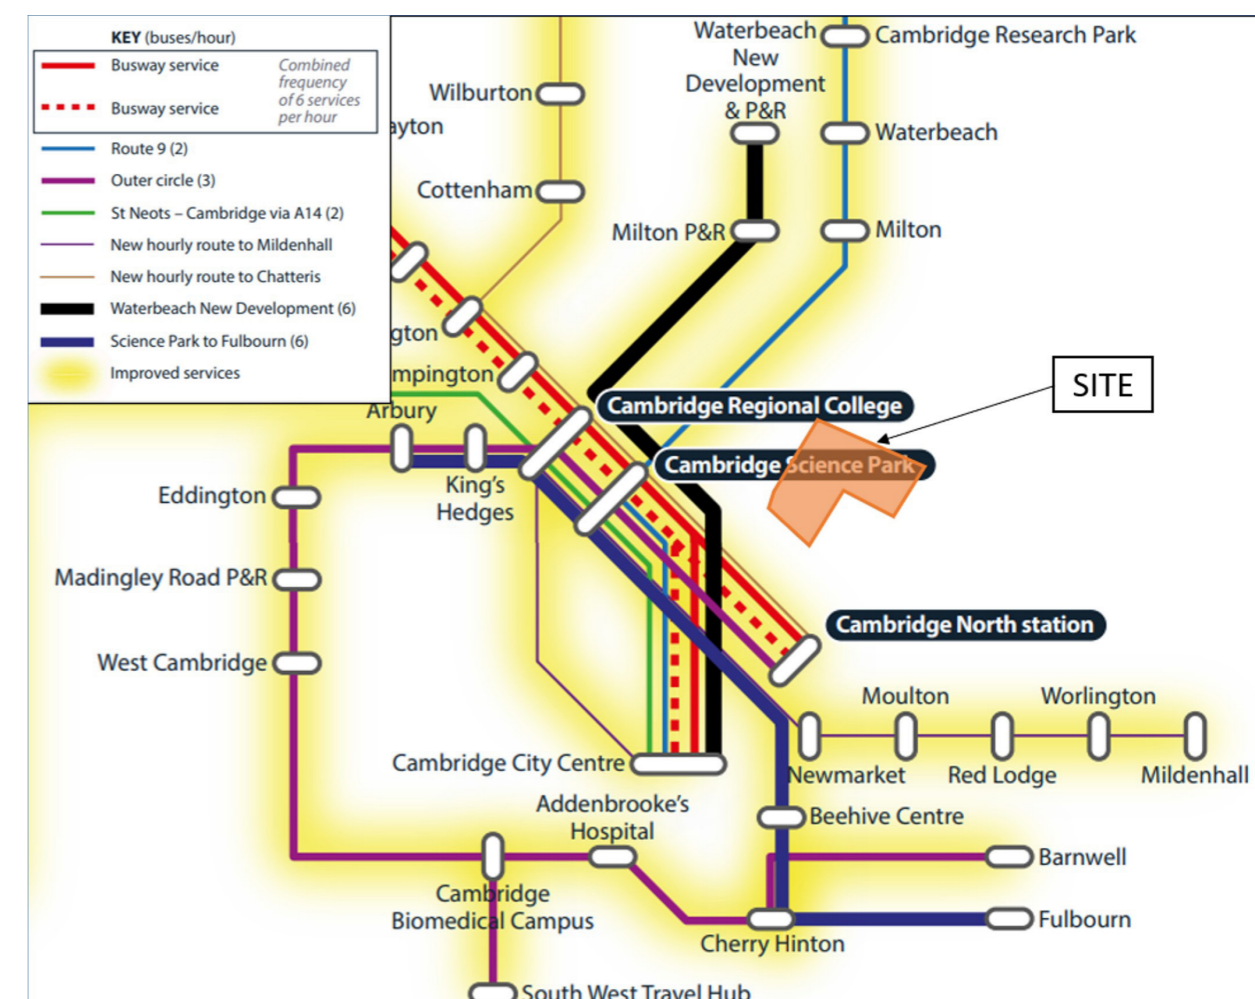 KEY (buses/hour)
Busway service
Busway service
Combined
frequency
of 6 services
per hour
Route 9 (2)
Outer circle (3)
St Neots – Cambridge via A14 (2)
New hourly route to Mildenhall
New hourly route to Chatteris
Waterbeach New Development (6)
Science Park to Fulbourn (6)
Improved services
Wilburton
ayton
Cottenham
Waterbeach
New
Development
& P&R
Cambridge Research Park
Waterbeach
Milton P&R
Milton
gton
mpington
Arbury
SITE
Cambridge Regional College
Cambridge Science Park
King's
Hedges
Eddington
Madingley Road P&R
West Cambridge
Cambridge North station
Moulton
Worlington
Newmarket
Red Lodge
Mildenhall
Cambridge City Centre
Addenbrooke's
Hospital
Beehive Centre
Barnwell
Cambridge
Biomedical Campus
Cherry Hinton
Fulbourn
South West Travel Hub